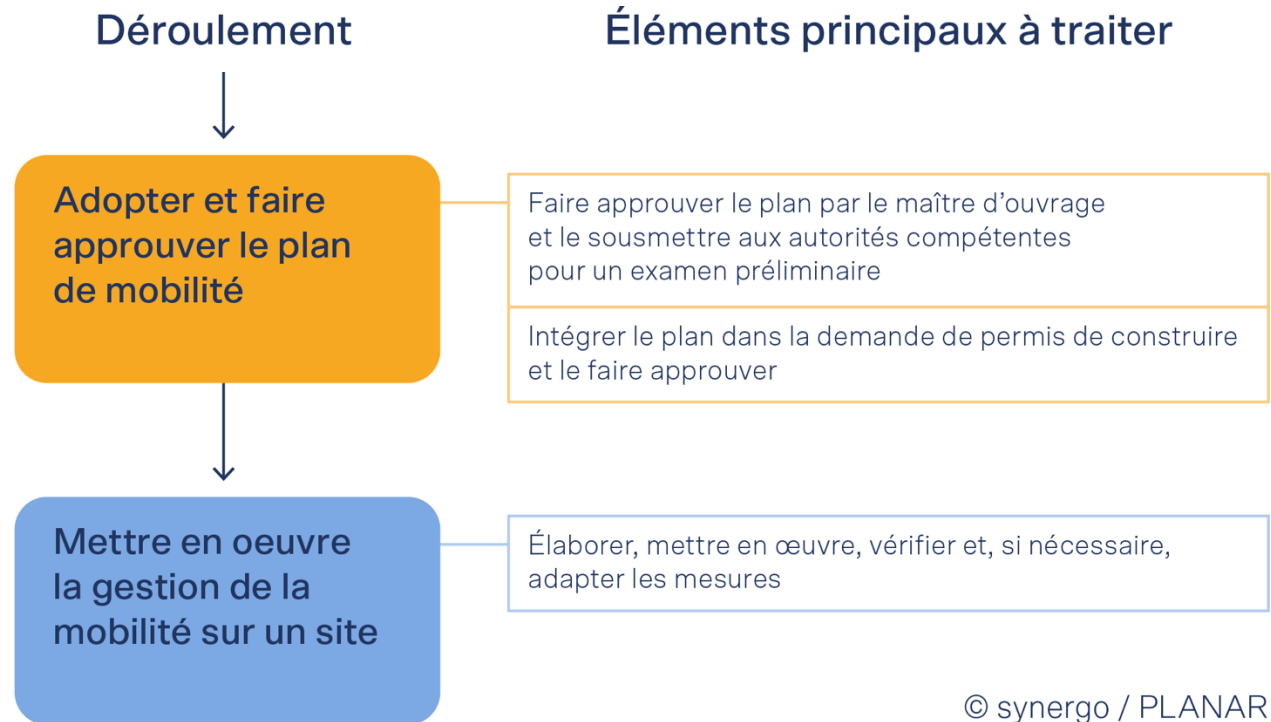 Déroulement
Éléments principaux à traiter
Adopter et faire
approuver le plan
de mobilité
Faire approuver le plan par le maître d’ouvrage
et le sousmettre aux autorités compétentes
pour un examen préliminaire
Intégrer le plan dans la demande de permis de construire
et le faire approuver
Mettre en oeuvre
la gestion de la
mobilité sur un site
Élaborer, mettre en œuvre, vérifier et, si nécessaire,
adapter les mesures
© synergo / PLANAR